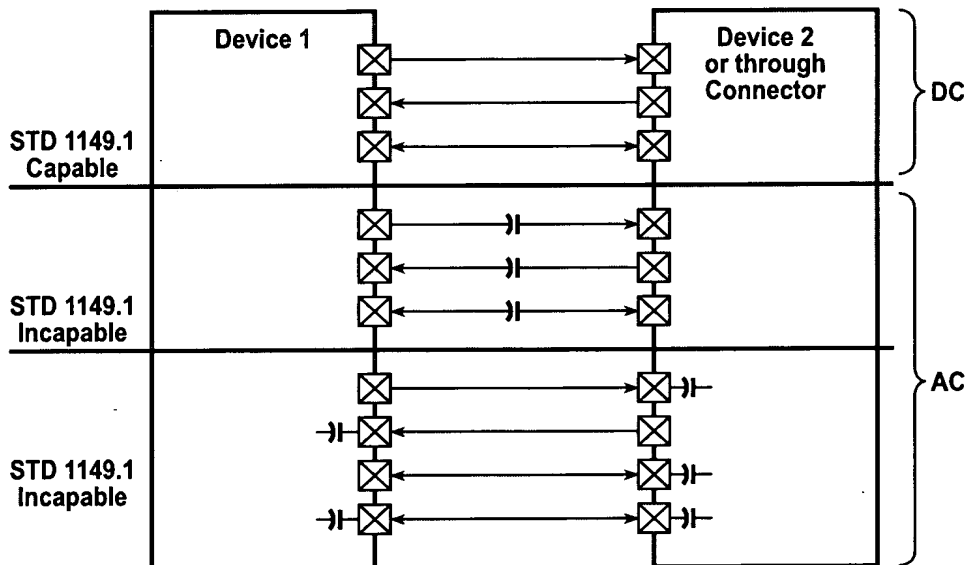 Device 1
Device 2
or through
Connector
DC
STD 1149.1
Capable
STD 1149.1
Incapable
AC
STD 1149.1
Incapable